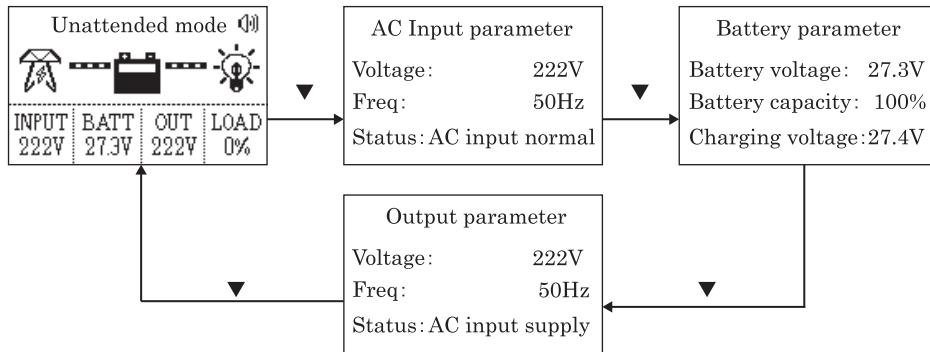 Unattended mode
INPUT BATT OUT LOAD
222V 27.3V 222V 0%
AC Input parameter
Voltage: 222V
Freq: 50Hz
Status: AC input normal
Battery parameter
Battery voltage: 27.3V
Battery capacity: 100%
Charging voltage:27.4V
Output parameter
Voltage: 222V
Freq: 50Hz
Status: AC input supply